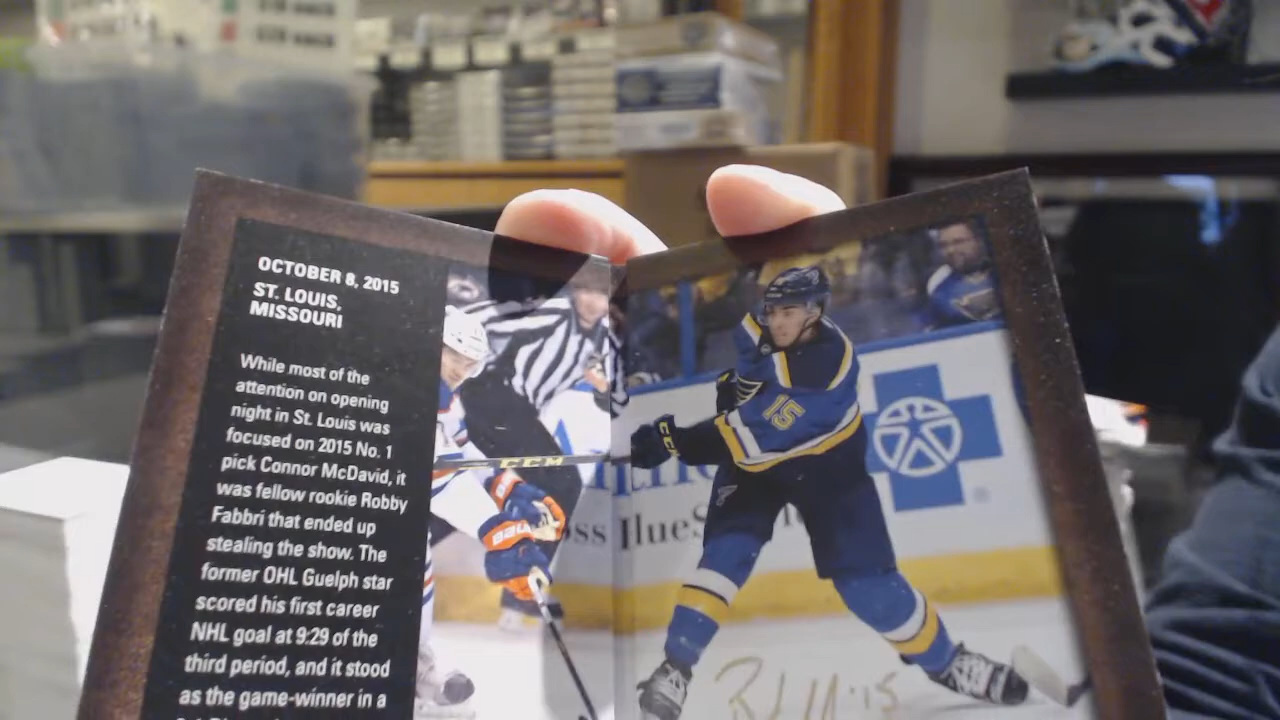 OCTOBER 8, 2015
ST. LOUIS,
MISSOURI
While most of the
attention on opening
night in St. Louis was
focused on 2015 No. 1
pick Connor McDavid, it
was fellow rookie Robby
Fabbri that ended up
stealing the show. The
former OHL Guelph star
scored his first career
NHL goal at 9:29 of the
third period, and it stood
as the game-winner in a
CCM
15